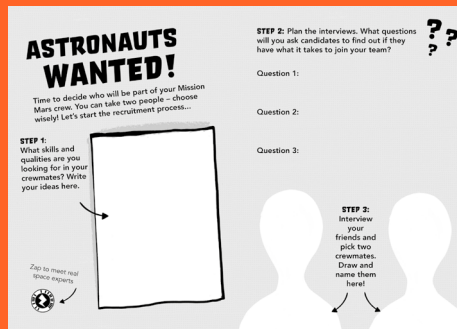 ASTRONAUTS
WANTED!
Time to decide who will be part of your Mission
Mars crew. You can take two people – choose
wisely! Let's start the recruitment process...
STEP 1:
What skills and
qualities are you
looking for in your
crewmates? Write
your ideas here.
Zap to meet real
space experts
STEP 2: Plan the interviews. What questions
will you ask candidates to find out if they
have what it takes to join your team?
? ? ?
Question 1:
Question 2:
Question 3:
STEP 3:
Interview
your
friends and
pick two
crewmates.
Draw and
name them
here!